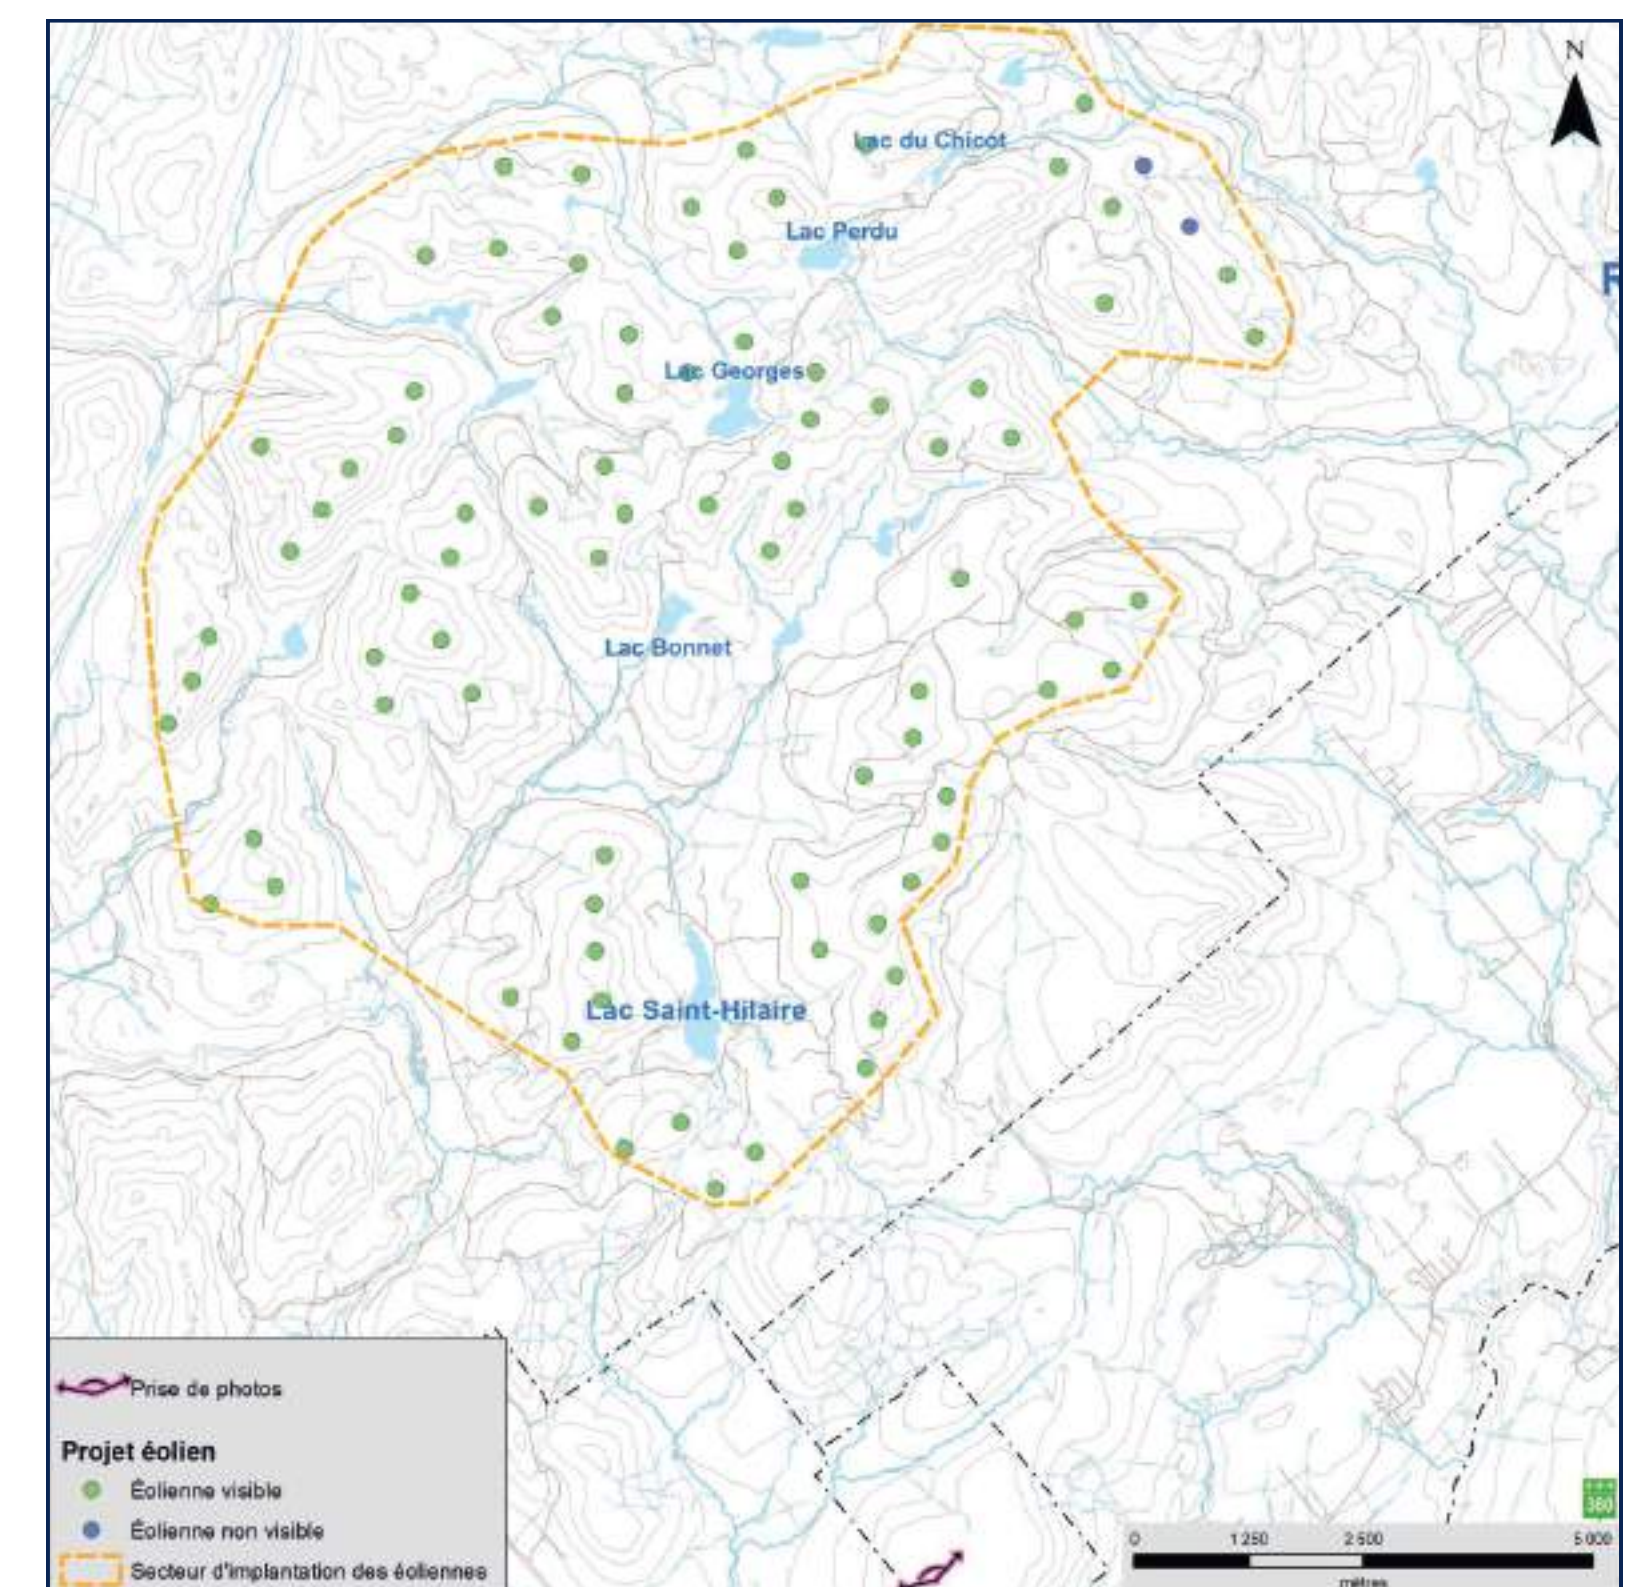 N
Lac du Chicot
Lac Perdu
R
Lac Georges
Lac Bonnet
Lac Saint-Hilaire
Prise de photos
Projet éolien
Éolienne visible
Éolienne non visible
Secteur d'implantation des éoliennes
360
0 1 250 2 500 5 000
mètres